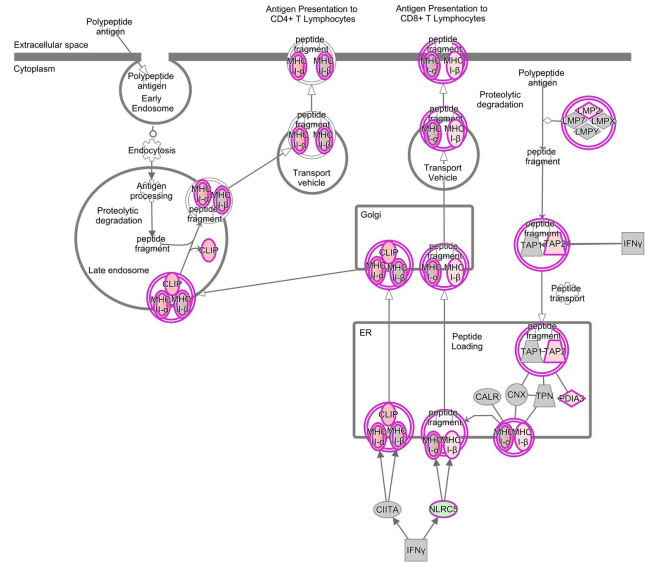 Antigen Presentation to
CD4+ T Lymphocytes
Antigen Presentation to
CD8+ T Lymphocytes
Polypeptide
antigen
Extracellular space
Cytoplasm
peptide
fragment
MHC
II-α
MHC
II-β
peptide
fragment
MHC
I-α
MHC
I-β
Polypeptide
antigen
Early
Endosome
Proteolytic
degradation
Polypeptide
antigen
LMP2
LMP7
LMPX
LMPY
peptide
fragment
MHC
II-α
MHC
II-β
Transport
vehicle
peptide
fragment
MHC
I-α
MHC
I-β
Transport
Vehicle
Endocytosis
peptide
fragment
Antigen
processing
MHC
II-α
MHC
II-β
peptide
fragment
Proteolytic
degradation
peptide
fragment
CLIP
Late endosome
CLIP
MHC
II-α
MHC
II-β
Golgi
CLIP
MHC
II-α
MHC
II-β
peptide
fragment
MHC
I-α
MHC
I-β
peptide
fragment
TAP1
TAP2
IFNγ
Peptide
transport
ER
Peptide
Loading
peptide
fragment
TAP1
TAP2
CALR
CNX
TPN
PDIA3
CLIP
MHC
II-α
MHC
II-β
peptide
fragment
MHC
I-α
MHC
I-β
MHC
I-α
MHC
I-β
CIITA
NLRC5
IFNγ